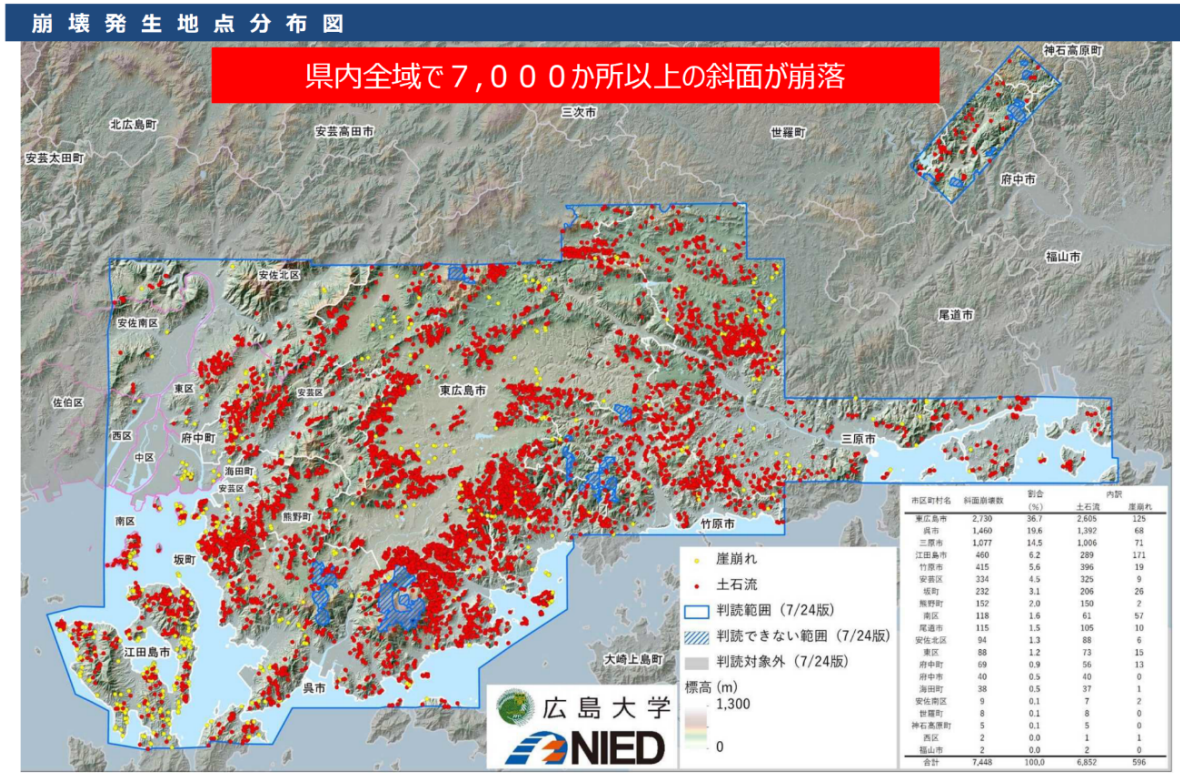 崩壊発生地点分布図
県内全域で７,０００か所以上の斜面が崩落
神石高原町
三次市
北広島町
安芸高田市
世羅町
安芸太田町
府中市
福山市
安佐北区
尾道市
安佐南区
東区
安芸区
東広島市
佐伯区
西区
府中町
三原市
中区
海田町
安芸区
熊野町
南区
竹原市
坂町
江田島市
呉市
大崎上島町
崖崩れ
土石流
判読範囲（7/24版）
判読できない範囲（7/24版）
判読対象外（7/24版）
標高 (m)
1,300
0
広島大学
NIED
市区町村名 斜面崩壊数 割合（%） 内訳
土石流 崖崩れ
東広島市 2,730 36.7 2,605 125
呉市 1,460 19.6 1,392 68
三原市 1,077 14.5 1,006 71
江田島市 460 6.2 289 171
竹原市 415 5.6 396 19
安芸区 334 4.5 325 9
坂町 232 3.1 206 26
熊野町 152 2.0 150 2
南区 118 1.6 61 57
尾道市 115 1.5 105 10
安佐北区 94 1.3 88 6
東区 88 1.2 73 15
府中町 69 0.9 56 13
府中市 40 0.5 40 0
海田町 38 0.5 37 1
安佐南区 9 0.1 7 2
世羅町 8 0.1 8 0
神石高原町 5 0.1 5 0
西区 2 0.0 1 1
福山市 2 0.0 2 0
合計 7,448 100.0 6,852 596